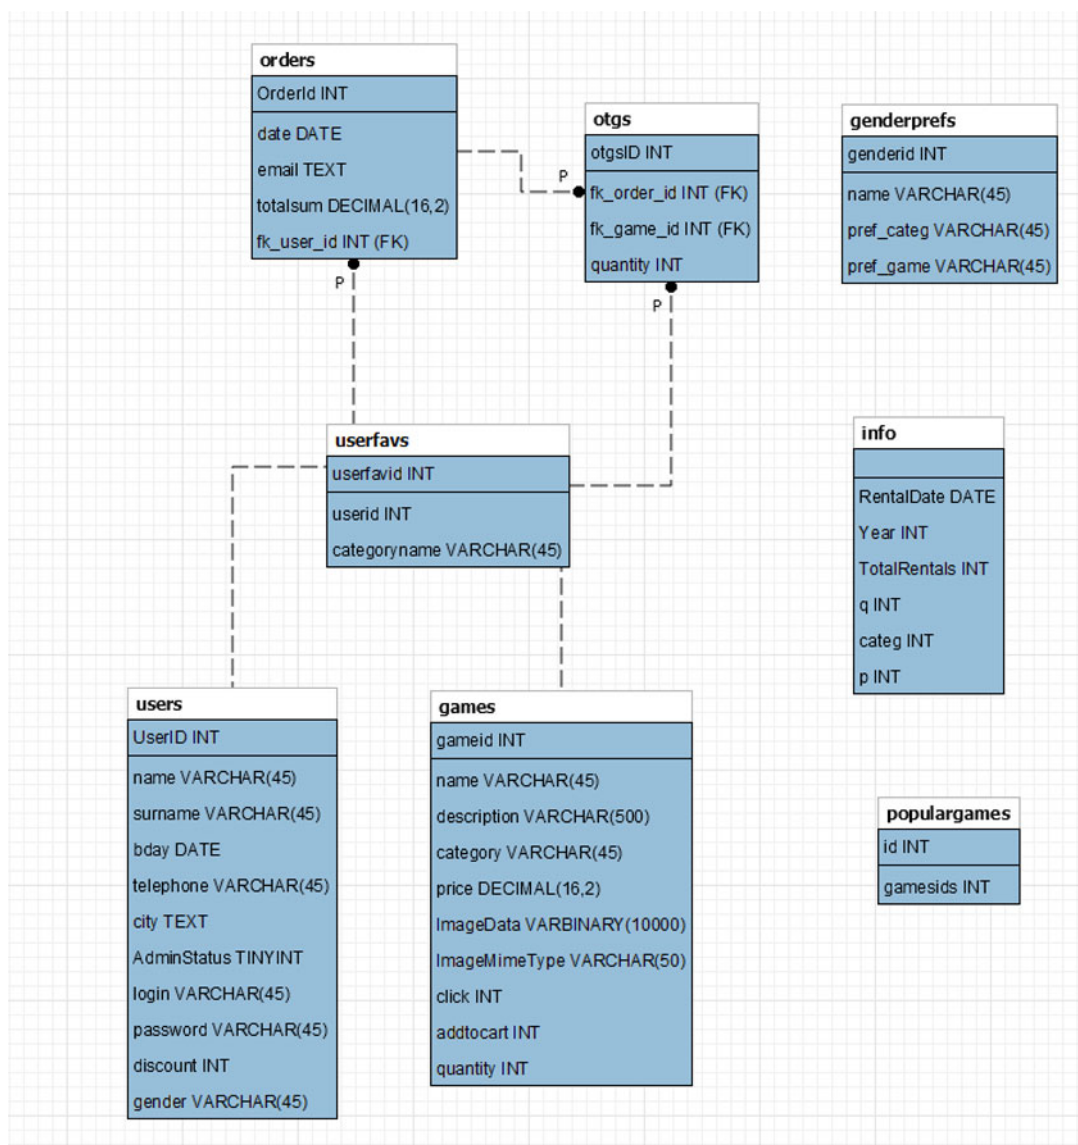 orders
OrderId INT
date DATE
email TEXT
totalsum DECIMAL(16,2)
fk_user_id INT (FK)
P
otgs
otgsID INT
P
fk_order_id INT (FK)
fk_game_id INT (FK)
quantity INT
P
genderprefs
genderid INT
name VARCHAR(45)
pref_categ VARCHAR(45)
pref_game VARCHAR(45)
userfavs
userfavid INT
userid INT
categoryname VARCHAR(45)
info
RentalDate DATE
Year INT
TotalRentals INT
q INT
categ INT
p INT
users
UserID INT
name VARCHAR(45)
surname VARCHAR(45)
bday DATE
telephone VARCHAR(45)
city TEXT
AdminStatus TINYINT
login VARCHAR(45)
password VARCHAR(45)
discount INT
gender VARCHAR(45)
games
gameid INT
name VARCHAR(45)
description VARCHAR(500)
category VARCHAR(45)
price DECIMAL(16,2)
ImageData VARBINARY(10000)
ImageMimeType VARCHAR(50)
click INT
addtocart INT
quantity INT
populargames
id INT
gamesids INT